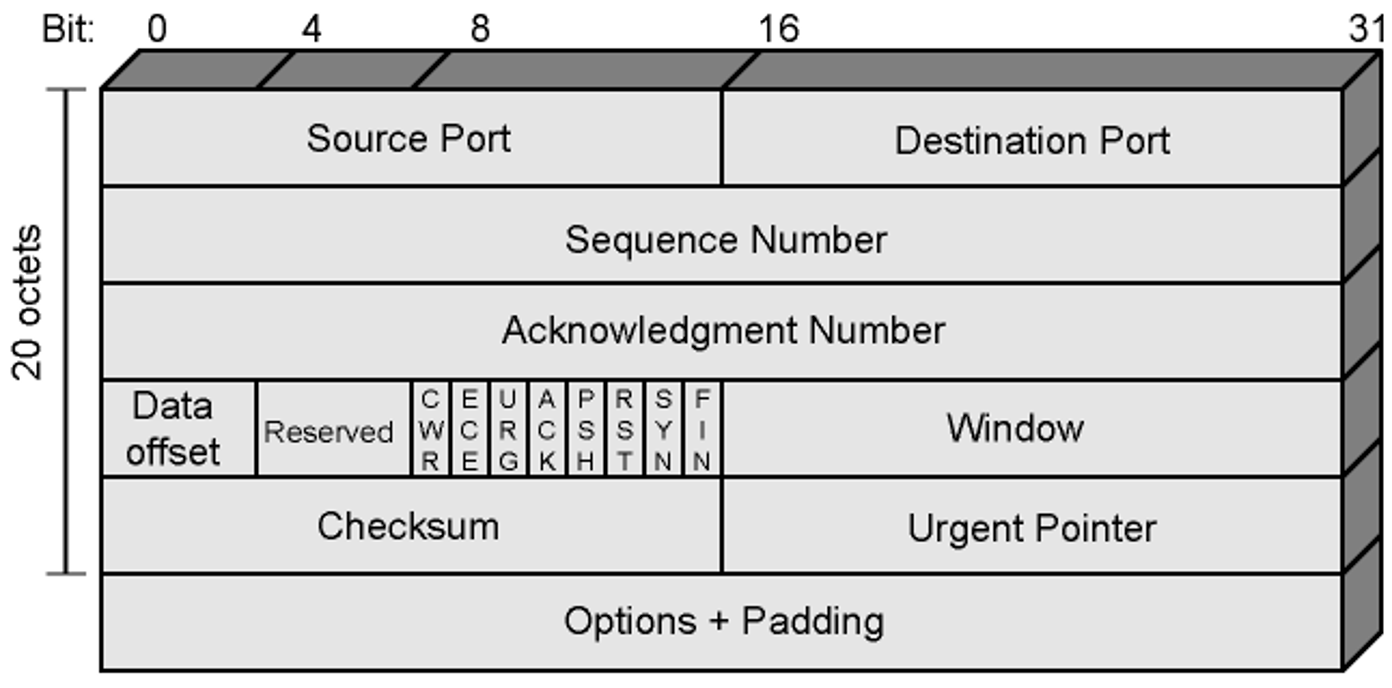 Bit: 0 4 8 16 31
Source Port Destination Port
Sequence Number
Acknowledgment Number
Data offset Reserved CWR ECE URG ACK PSH RST SYN FIN Window
Checksum Urgent Pointer
Options + Padding
20 octets